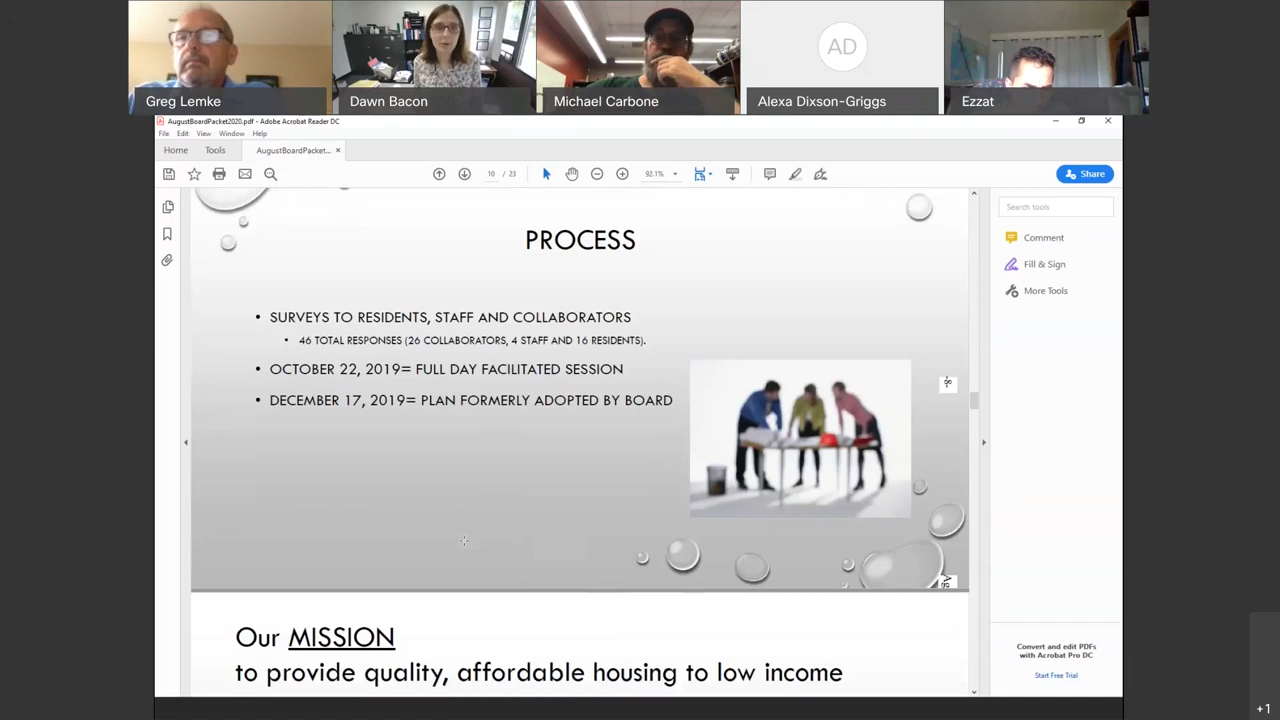 AD
Greg Lemke
Dawn Bacon
Michael Carbone
Alexa Dixson-Griggs
Ezzat
AugustBoardPacket2020.pdf - Adobe Acrobat Reader DC
File Edit View Window Help
Home Tools AugustBoardPacket... ×
10 / 23
92.1%
Share
Search tools
Comment
Fill & Sign
More Tools
PROCESS
• SURVEYS TO RESIDENTS, STAFF AND COLLABORATORS
• 46 TOTAL RESPONSES (26 COLLABORATORS, 4 STAFF AND 16 RESIDENTS).
• OCTOBER 22, 2019= FULL DAY FACILITATED SESSION
• DECEMBER 17, 2019= PLAN FORMERLY ADOPTED BY BOARD
Our MISSION
to provide quality, affordable housing to low income
Convert and edit PDFs
with Acrobat Pro DC
Start Free Trial
+1